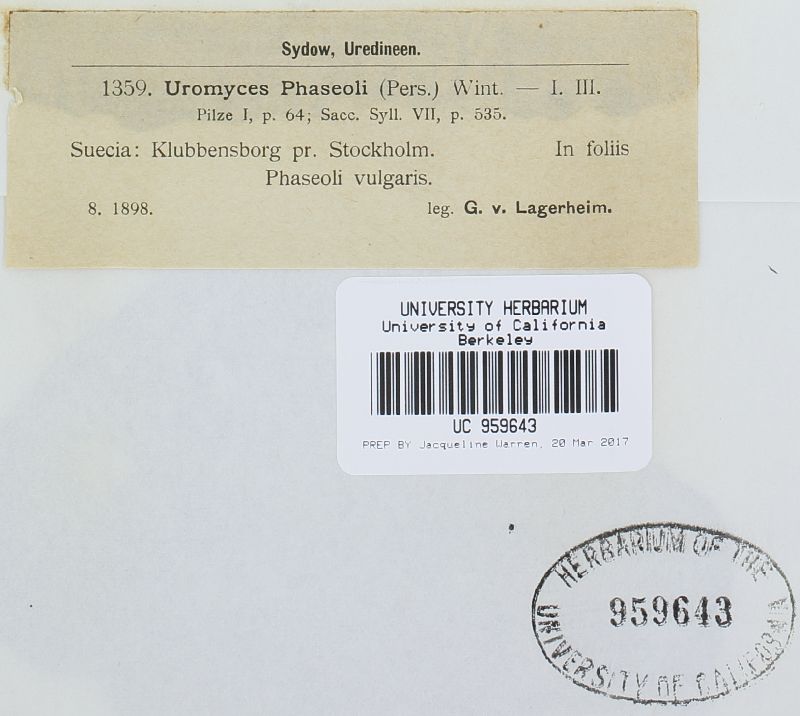 Sydow, Uredineen.
1359. Uromyces Phaseoli (Pers.) Wint. — I. III.
Pilze I, p. 64; Sacc. Syll. VII, p. 535.
Suecia: Klubbensborg pr. Stockholm. In foliis
Phaseoli vulgaris.
8. 1898. leg. G. v. Lagerheim.
UNIVERSITY HERBARIUM
University of California
Berkeley
UC 959643
PREP BY Jacqueline Warren, 20 Mar 2017
HERBARIUM OF THE
959643
UNIVERSITY OF CALIFORNIA